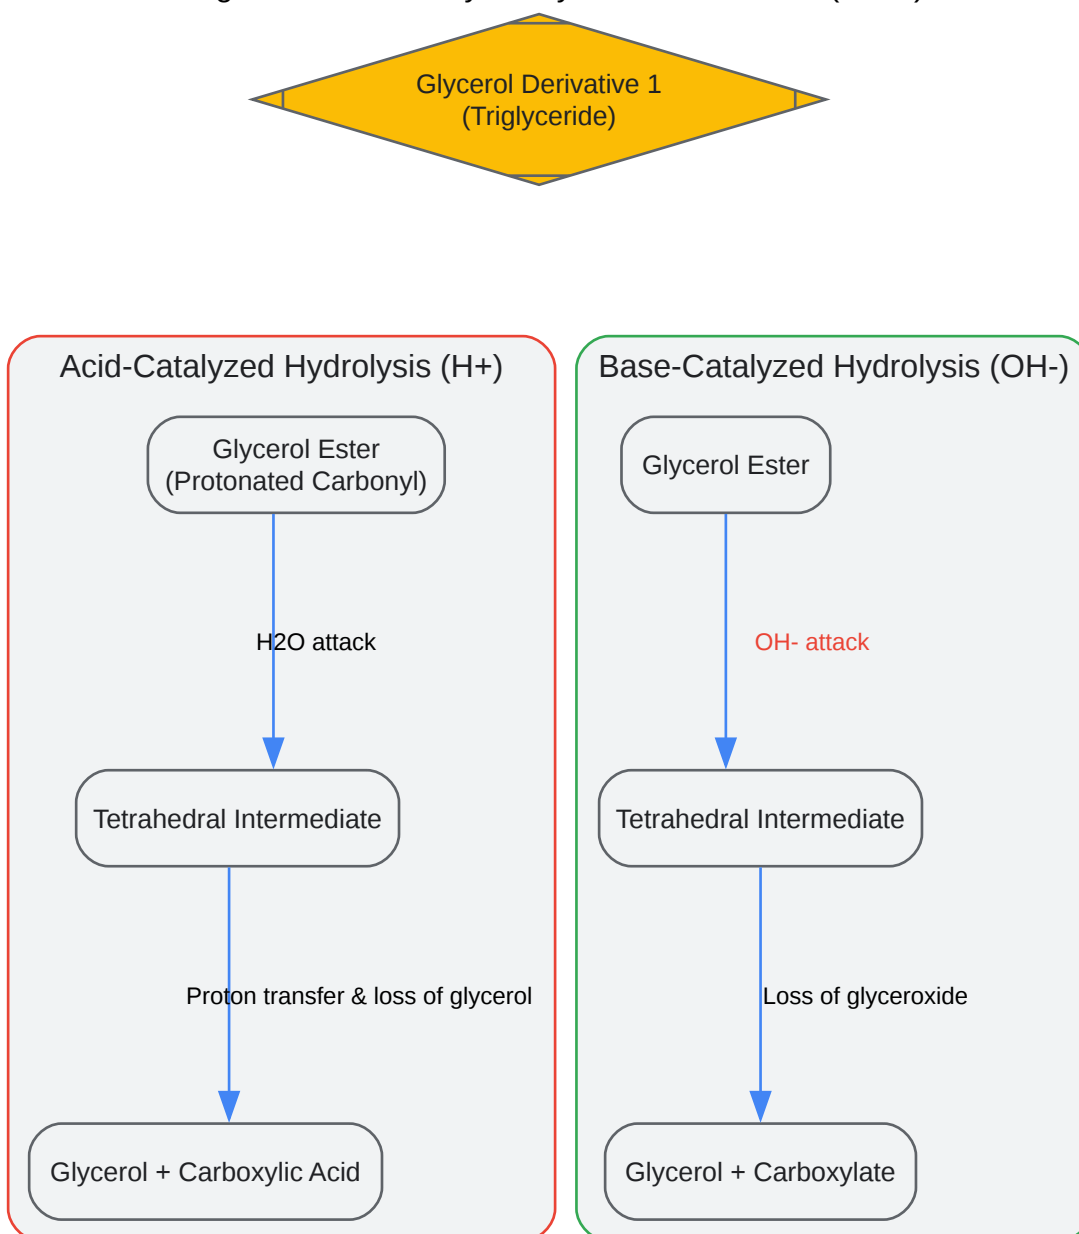 Glycerol Derivative 1
(Triglyceride)
Acid-Catalyzed Hydrolysis (H+)
Glycerol Ester
(Protonated Carbonyl)
H2O attack
Tetrahedral Intermediate
Proton transfer & loss of glycerol
Glycerol + Carboxylic Acid
Base-Catalyzed Hydrolysis (OH-)
Glycerol Ester
OH- attack
Tetrahedral Intermediate
Loss of glyceroxide
Glycerol + Carboxylate